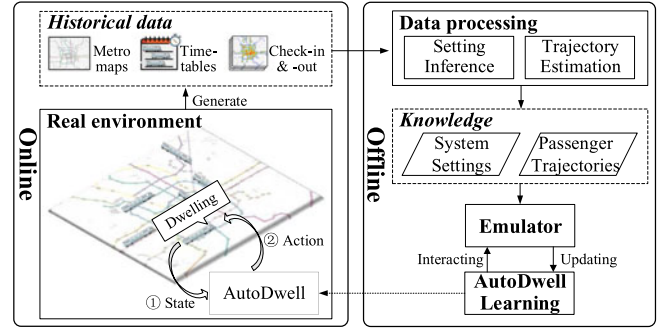 Historical data
Metro
maps
Time-
tables
Check-in
& -out
Generate
Real environment
Dwelling
② Action
① State
AutoDwell
Online
Offline
Data processing
Setting
Inference
Trajectory
Estimation
Knowledge
System
Settings
Passenger
Trajectories
Emulator
Interacting
Updating
AutoDwell
Learning